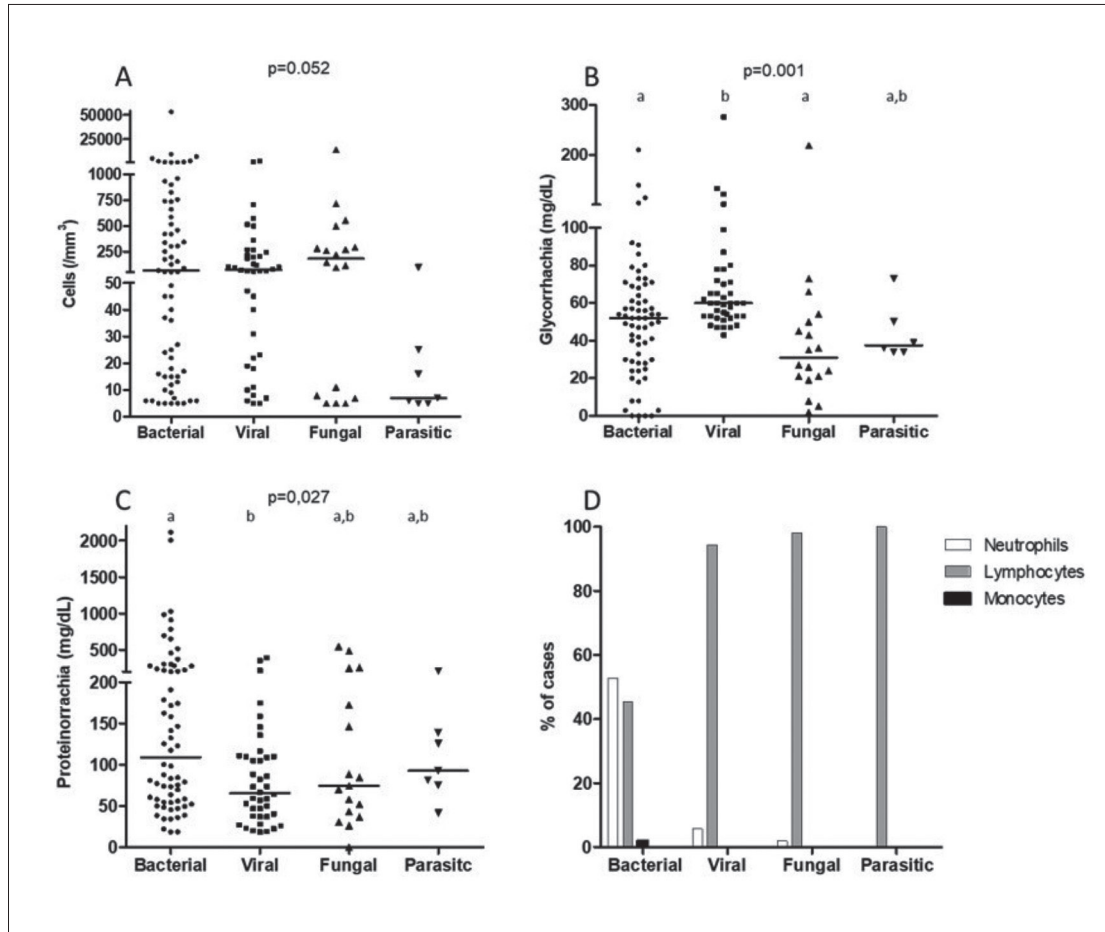 A
p=0.052
50000
25000
1000
750
500
250
50
40
30
20
10
0
Cells (/mm³)
Bacterial Viral Fungal Parasitic
B
p=0.001
a b a a,b
300
200
100
80
60
40
20
0
Glycorrhachia (mg/dL)
Bacterial Viral Fungal Parasitic
C
p=0,027
a b a,b a,b
2000
1500
1000
500
200
150
100
50
0
Proteinorrachia (mg/dL)
Bacterial Viral Fungal Parasitc
D
100
80
60
40
20
0
% of cases
Bacterial Viral Fungal Parasitic
Neutrophils
Lymphocytes
Monocytes